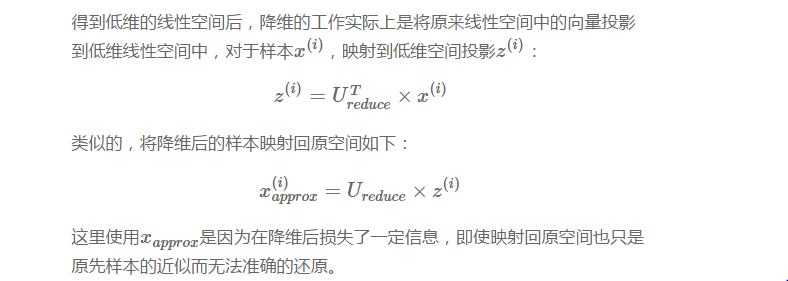 得到低维的线性空间后，降维的工作实际上是将原来线性空间中的向量投影
到低维线性空间中，对于样本x^{(i)}，映射到低维空间投影z^{(i)}：
z^{(i)} = U_{reduce}^{T} × x^{(i)}
类似的，将降维后的样本映射回原空间如下：
x_{approx}^{(i)} = U_{reduce} × z^{(i)}
这里使用x_{approx}是因为在降维后损失了一定信息，即使映射回原空间也只是
原先样本的近似而无法准确的还原。